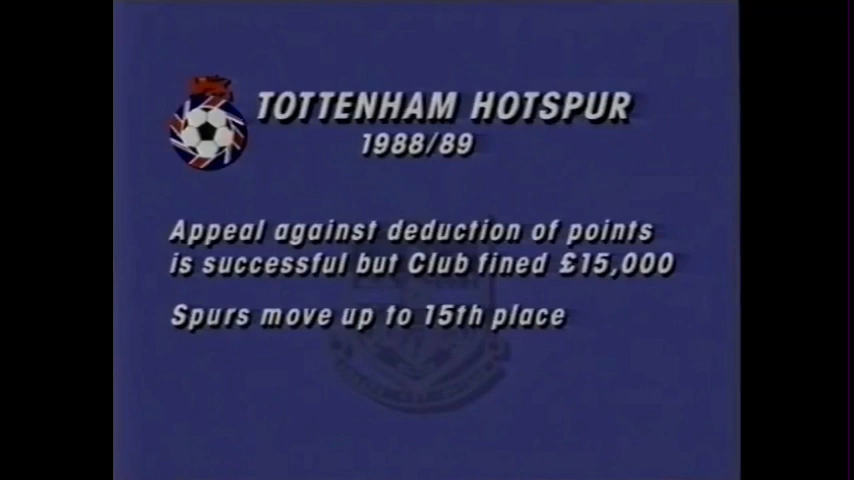 TOTTENHAM HOTSPUR
1988/89
Appeal against deduction of points
is successful but Club fined £15,000
Spurs move up to 15th place